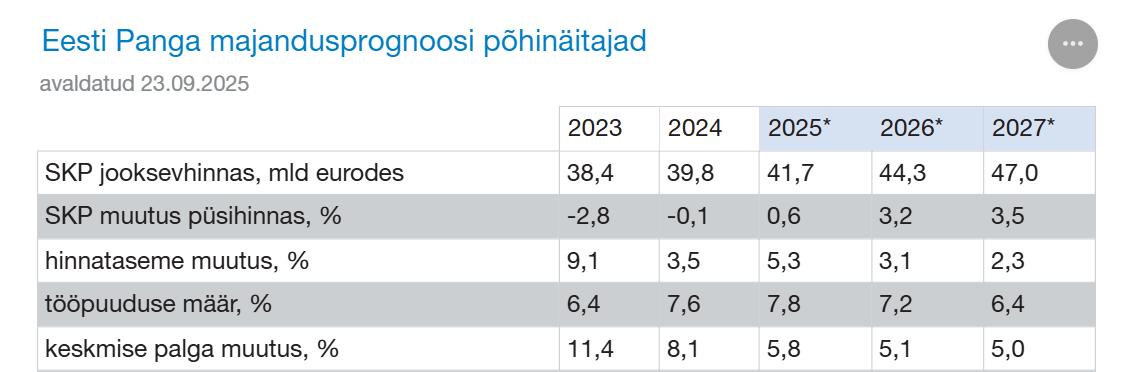 Eesti Panga majandusprognoosi põhinäitajad
avaldatud 23.09.2025
2023 2024 2025* 2026* 2027*
SKP jooksevhinnas, mld eurodes 38,4 39,8 41,7 44,3 47,0
SKP muutus püsihinnas, % -2,8 -0,1 0,6 3,2 3,5
hinnataseme muutus, % 9,1 3,5 5,3 3,1 2,3
tööpuuduse määr, % 6,4 7,6 7,8 7,2 6,4
keskmise palga muutus, % 11,4 8,1 5,8 5,1 5,0